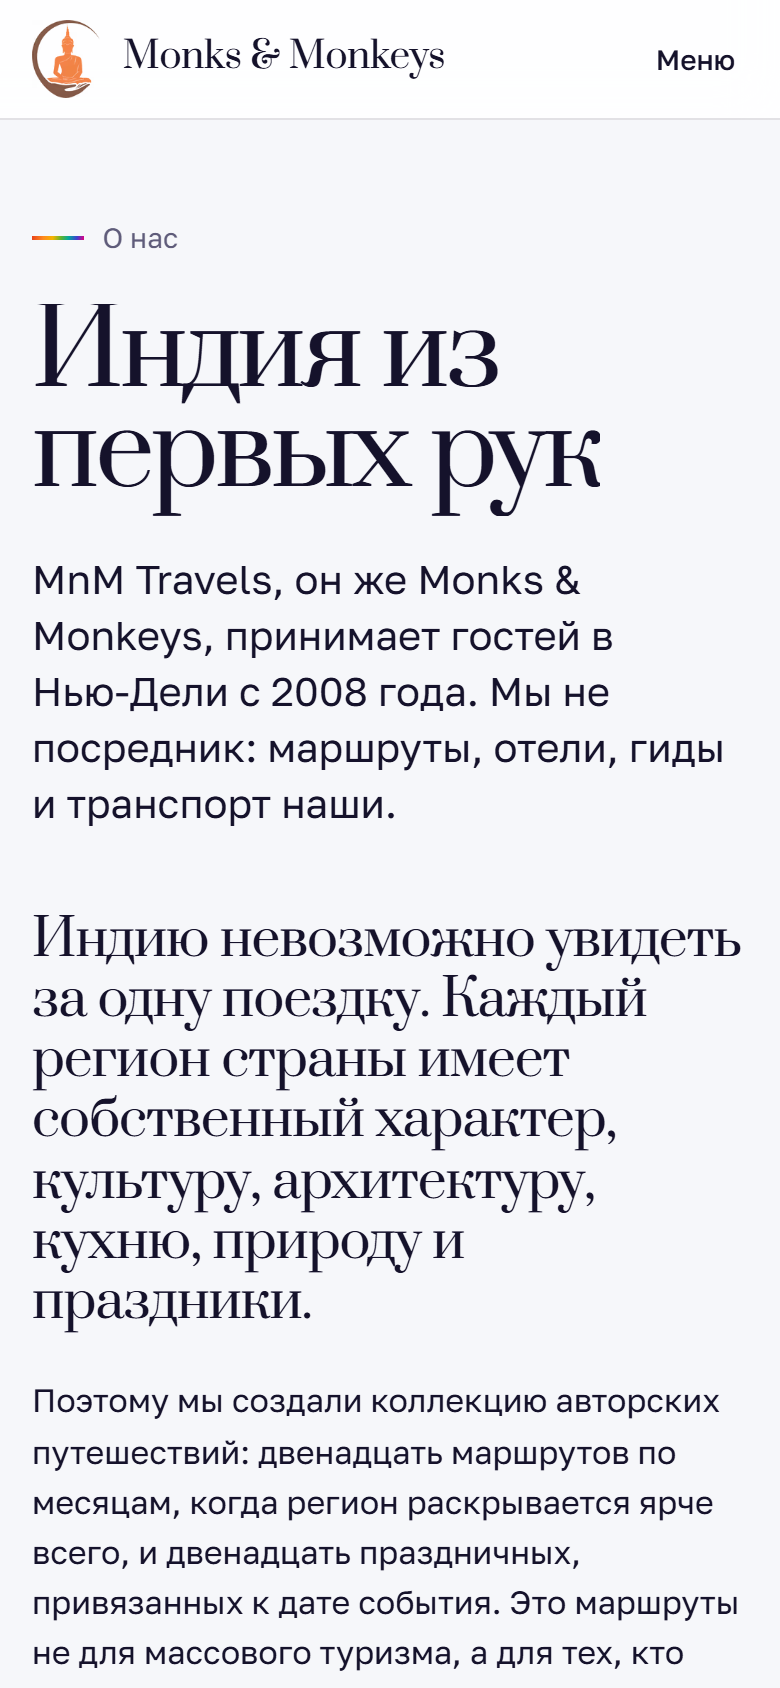 Monks & Monkeys
Меню
О нас
Индия из
первых рук
MnM Travels, он же Monks &
Monkeys, принимает гостей в
Нью-Дели с 2008 года. Мы не
посредник: маршруты, отели, гиды
и транспорт наши.
Индию невозможно увидеть
за одну поездку. Каждый
регион страны имеет
собственный характер,
культуру, архитектуру,
кухню, природу и
праздники.
Поэтому мы создали коллекцию авторских
путешествий: двенадцать маршрутов по
месяцам, когда регион раскрывается ярче
всего, и двенадцать праздничных,
привязанных к дате события. Это маршруты
не для массового туризма, а для тех, кто